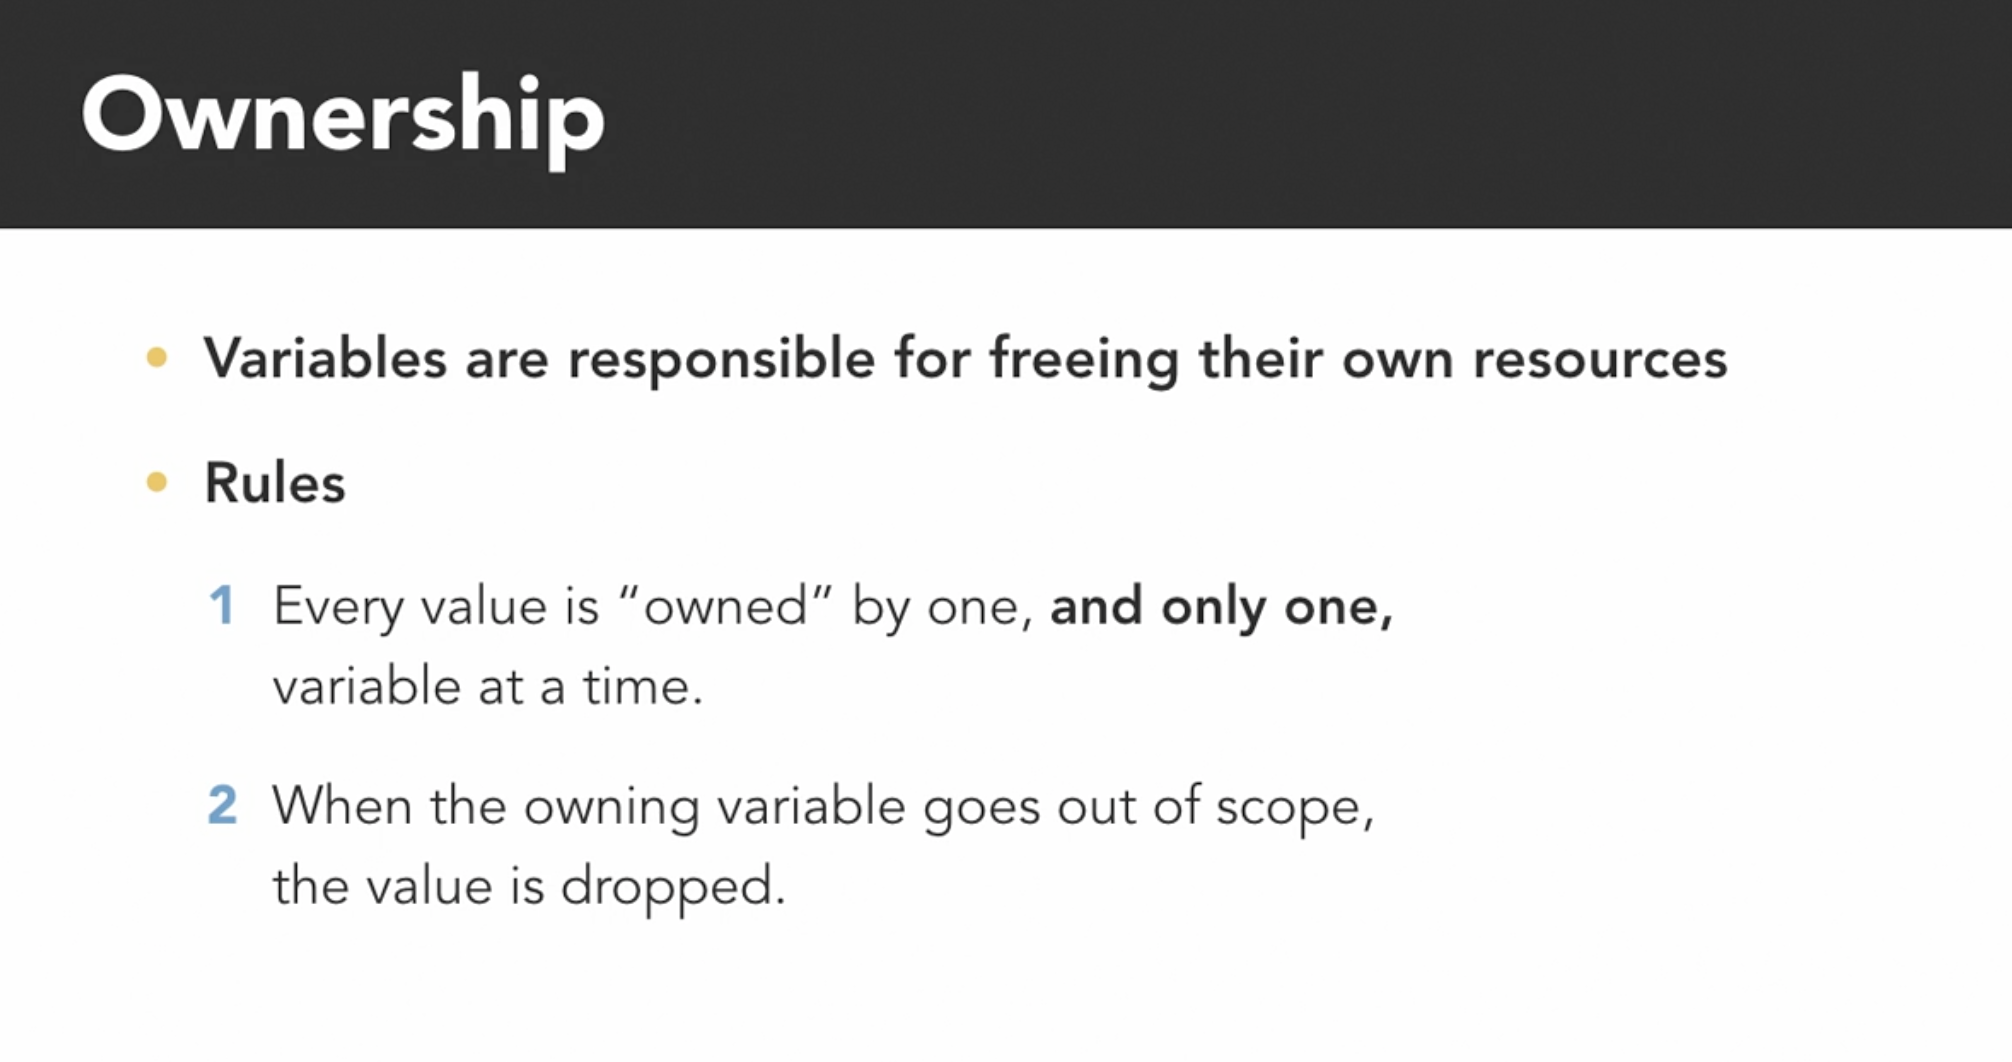 Ownership
• Variables are responsible for freeing their own resources
• Rules
1 Every value is “owned” by one, and only one,
variable at a time.
2 When the owning variable goes out of scope,
the value is dropped.